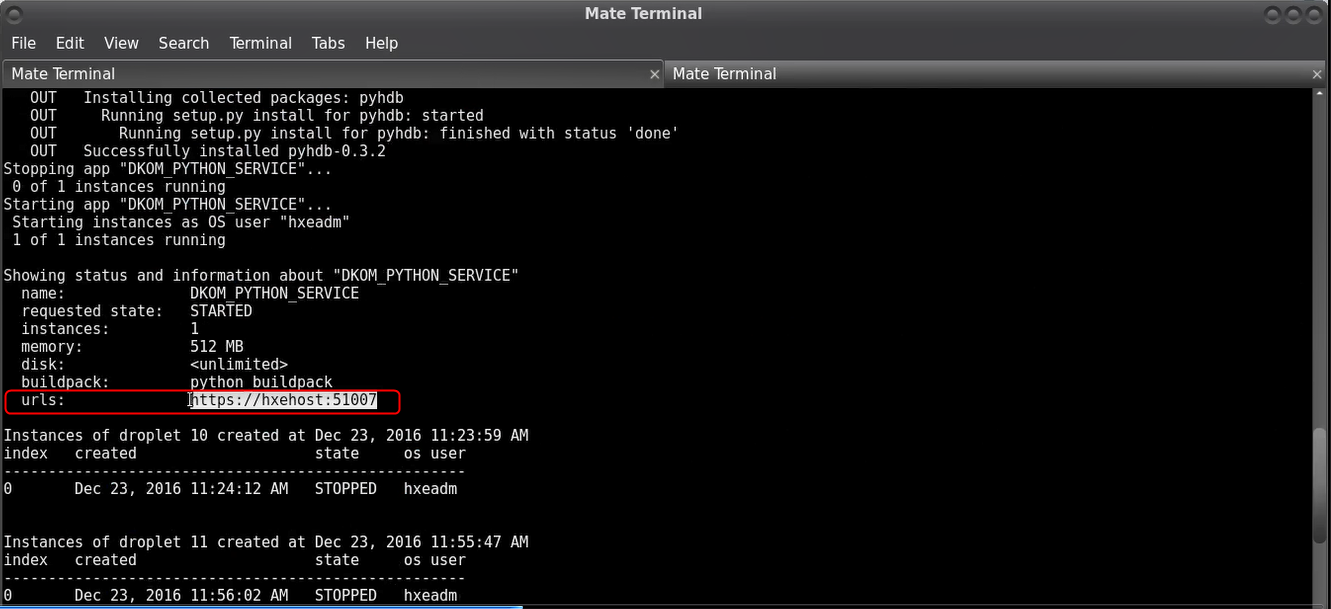 Mate Terminal
File Edit View Search Terminal Tabs Help
Mate Terminal × Mate Terminal ×
OUT Installing collected packages: pyhdb
OUT Running setup.py install for pyhdb: started
OUT Running setup.py install for pyhdb: finished with status 'done'
OUT Successfully installed pyhdb-0.3.2
Stopping app "DKOM_PYTHON_SERVICE"...
0 of 1 instances running
Starting app "DKOM_PYTHON_SERVICE"...
Starting instances as OS user "hxeadm"
1 of 1 instances running
Showing status and information about "DKOM_PYTHON_SERVICE"
name: DKOM_PYTHON_SERVICE
requested state: STARTED
instances: 1
memory: 512 MB
disk: <unlimited>
buildpack: python buildpack
urls: https://hxehost:51007
Instances of droplet 10 created at Dec 23, 2016 11:23:59 AM
index created state os user
----------------------------------------------------
0 Dec 23, 2016 11:24:12 AM STOPPED hxeadm
Instances of droplet 11 created at Dec 23, 2016 11:55:47 AM
index created state os user
----------------------------------------------------
0 Dec 23, 2016 11:56:02 AM STOPPED hxeadm